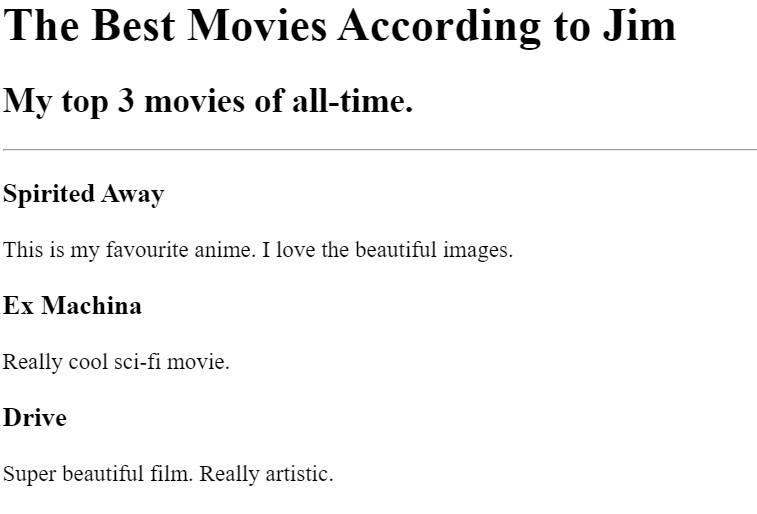 The Best Movies According to Jim
My top 3 movies of all-time.
Spirited Away
This is my favourite anime. I love the beautiful images.
Ex Machina
Really cool sci-fi movie.
Drive
Super beautiful film. Really artistic.